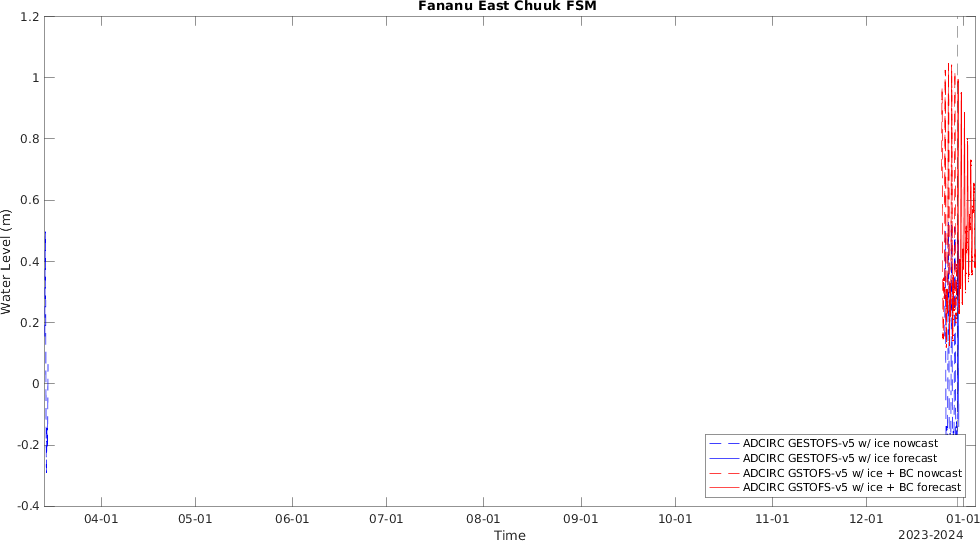 Fananu East Chuuk FSM
1.2
1
0.8
0.6
0.4
0.2
0
-0.2
-0.4
Water Level (m)
ADCIRC GESTOFS-v5 w/ ice nowcast
ADCIRC GESTOFS-v5 w/ ice forecast
ADCIRC GSTOFS-v5 w/ ice + BC nowcast
ADCIRC GSTOFS-v5 w/ ice + BC forecast
04-01 05-01 06-01 07-01 08-01 09-01 10-01 11-01 12-01 01-01
Time
2023-2024